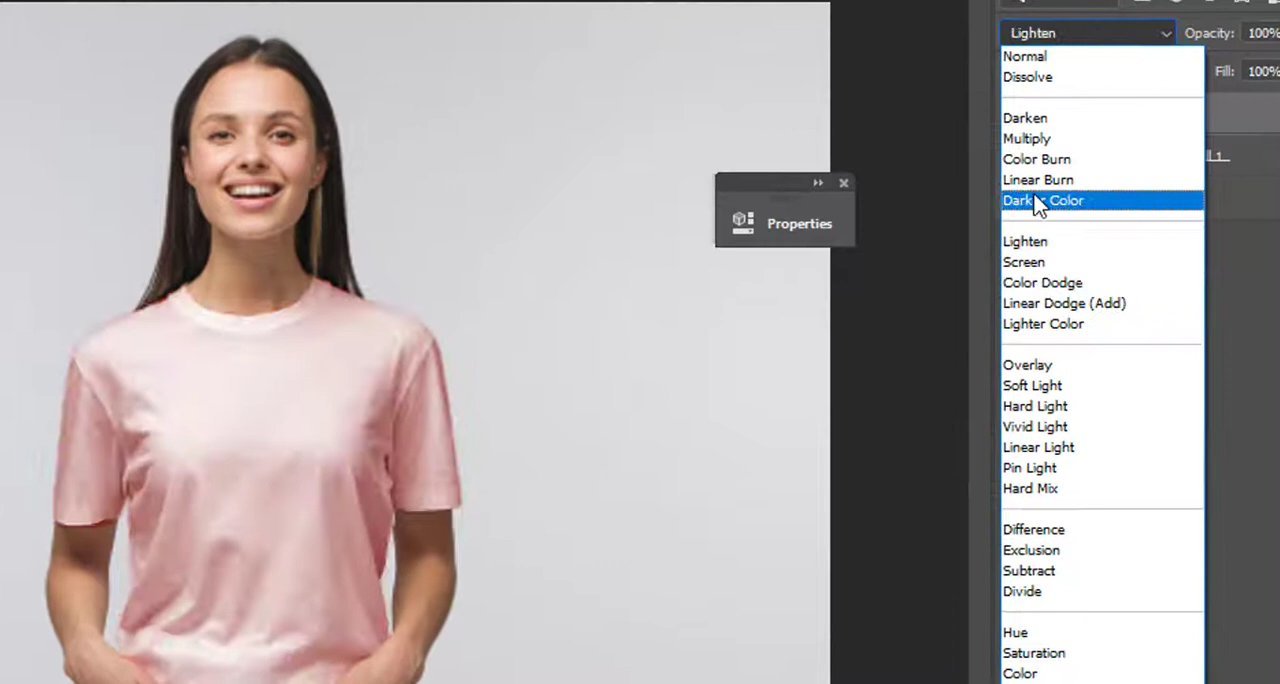 Lighten
Opacity: 100%
Normal
Fill: 100%
Dissolve
Darken
Multiply
Color Burn
Linear Burn
Darker Color
Properties
Lighten
Screen
Color Dodge
Linear Dodge (Add)
Lighter Color
Overlay
Soft Light
Hard Light
Vivid Light
Linear Light
Pin Light
Hard Mix
Difference
Exclusion
Subtract
Divide
Hue
Saturation
Color